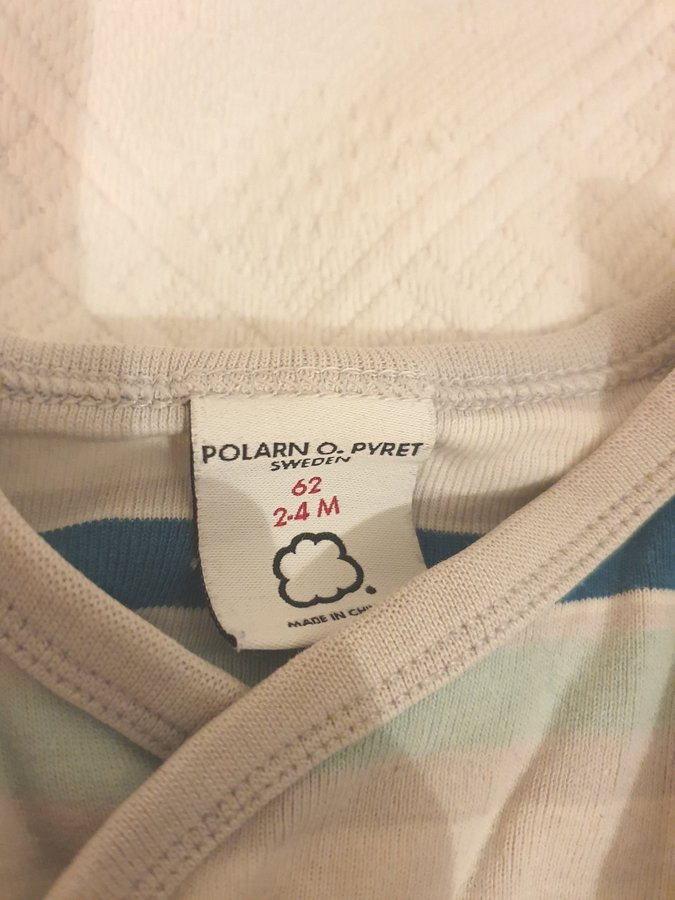 POLARN O. PYRET
SWEDEN
62
2-4 M
MADE IN